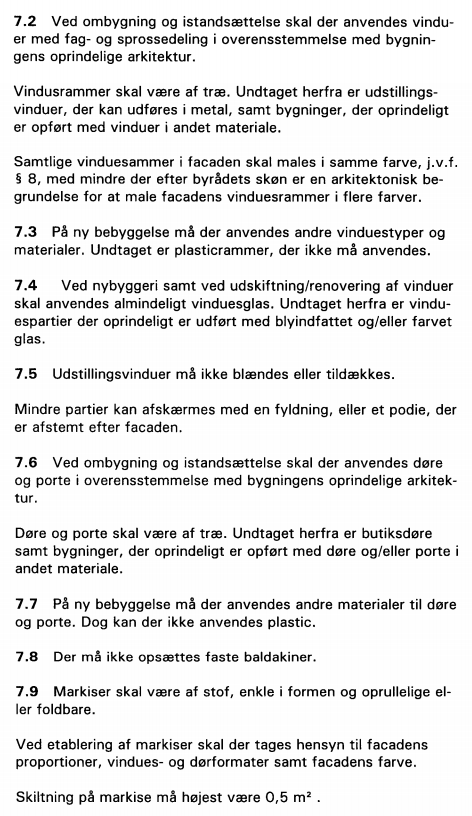 7.2 Ved ombygning og istandsættelse skal der anvendes vindu-
er med fag- og sprossedeling i overensstemmelse med bygnin-
gens oprindelige arkitektur.
Vindusrammer skal være af træ. Undtaget herfra er udstillings-
vinduer, der kan udføres i metal, samt bygninger, der oprindeligt
er opført med vinduer i andet materiale.
Samtlige vinduesammer i facaden skal males i samme farve, j.v.f.
§ 8, med mindre der efter byrådets skøn er en arkitektonisk be-
grundelse for at male facadens vinduesrammer i flere farver.
7.3 På ny bebyggelse må der anvendes andre vinduestyper og
materialer. Undtaget er plasticrammer, der ikke må anvendes.
7.4 Ved nybyggeri samt ved udskiftning/renovering af vinduer
skal anvendes almindeligt vinduesglas. Undtaget herfra er vindu-
espartier der oprindeligt er udført med blyindfattet og/eller farvet
glas.
7.5 Udstillingsvinduer må ikke blændes eller tildækkes.
Mindre partier kan afskærmes med en fyldning, eller et podie, der
er afstemt efter facaden.
7.6 Ved ombygning og istandsættelse skal der anvendes døre
og porte i overensstemmelse med bygningens oprindelige arkitek-
tur.
Døre og porte skal være af træ. Undtaget herfra er butiksdøre
samt bygninger, der oprindeligt er opført med døre og/eller porte i
andet materiale.
7.7 På ny bebyggelse må der anvendes andre materialer til døre
og porte. Dog kan der ikke anvendes plastic.
7.8 Der må ikke opsættes faste baldakiner.
7.9 Markiser skal være af stof, enkle i formen og oprullelige el-
ler foldbare.
Ved etablering af markiser skal der tages hensyn til facadens
proportioner, vindues- og dørformater samt facadens farve.
Skiltning på markise må højest være 0,5 m² .